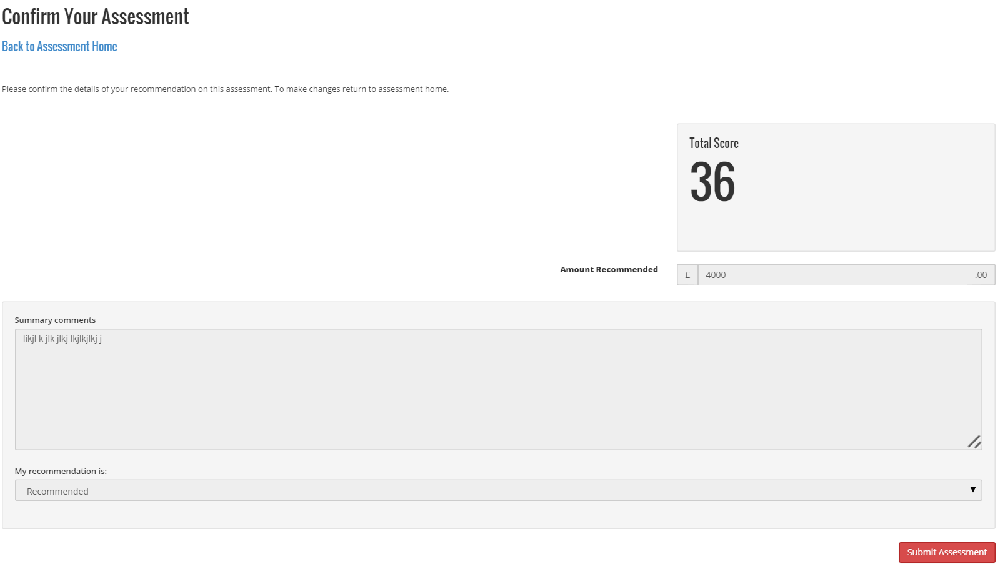 Confirm Your Assessment
Back to Assessment Home
Please confirm the details of your recommendation on this assessment. To make changes return to assessment home.
Total Score
36
Amount Recommended
£ 4000 .00
Summary comments
likjl k jlk jlkj lkjlkjlkj j
My recommendation is:
Recommended
Submit Assessment